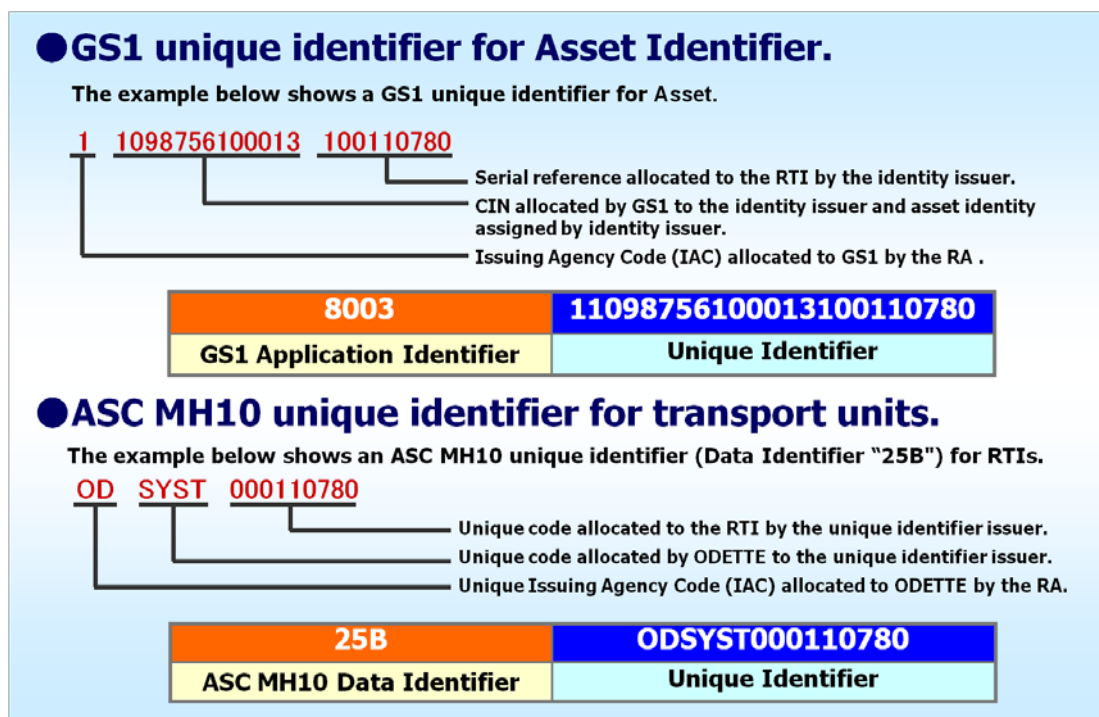 ●GS1 unique identifier for Asset Identifier.
The example below shows a GS1 unique identifier for Asset.
1 1098756100013 100110780
Serial reference allocated to the RTI by the identity issuer.
CIN allocated by GS1 to the identity issuer and asset identity
assigned by identity issuer.
Issuing Agency Code (IAC) allocated to GS1 by the RA .
8003 11098756100013100110780
GS1 Application Identifier Unique Identifier
●ASC MH10 unique identifier for transport units.
The example below shows an ASC MH10 unique identifier (Data Identifier “25B") for RTIs.
OD SYST 000110780
Unique code allocated to the RTI by the unique identifier issuer.
Unique code allocated by ODETTE to the unique identifier issuer.
Unique Issuing Agency Code (IAC) allocated to ODETTE by the RA.
25B ODSYST000110780
ASC MH10 Data Identifier Unique Identifier